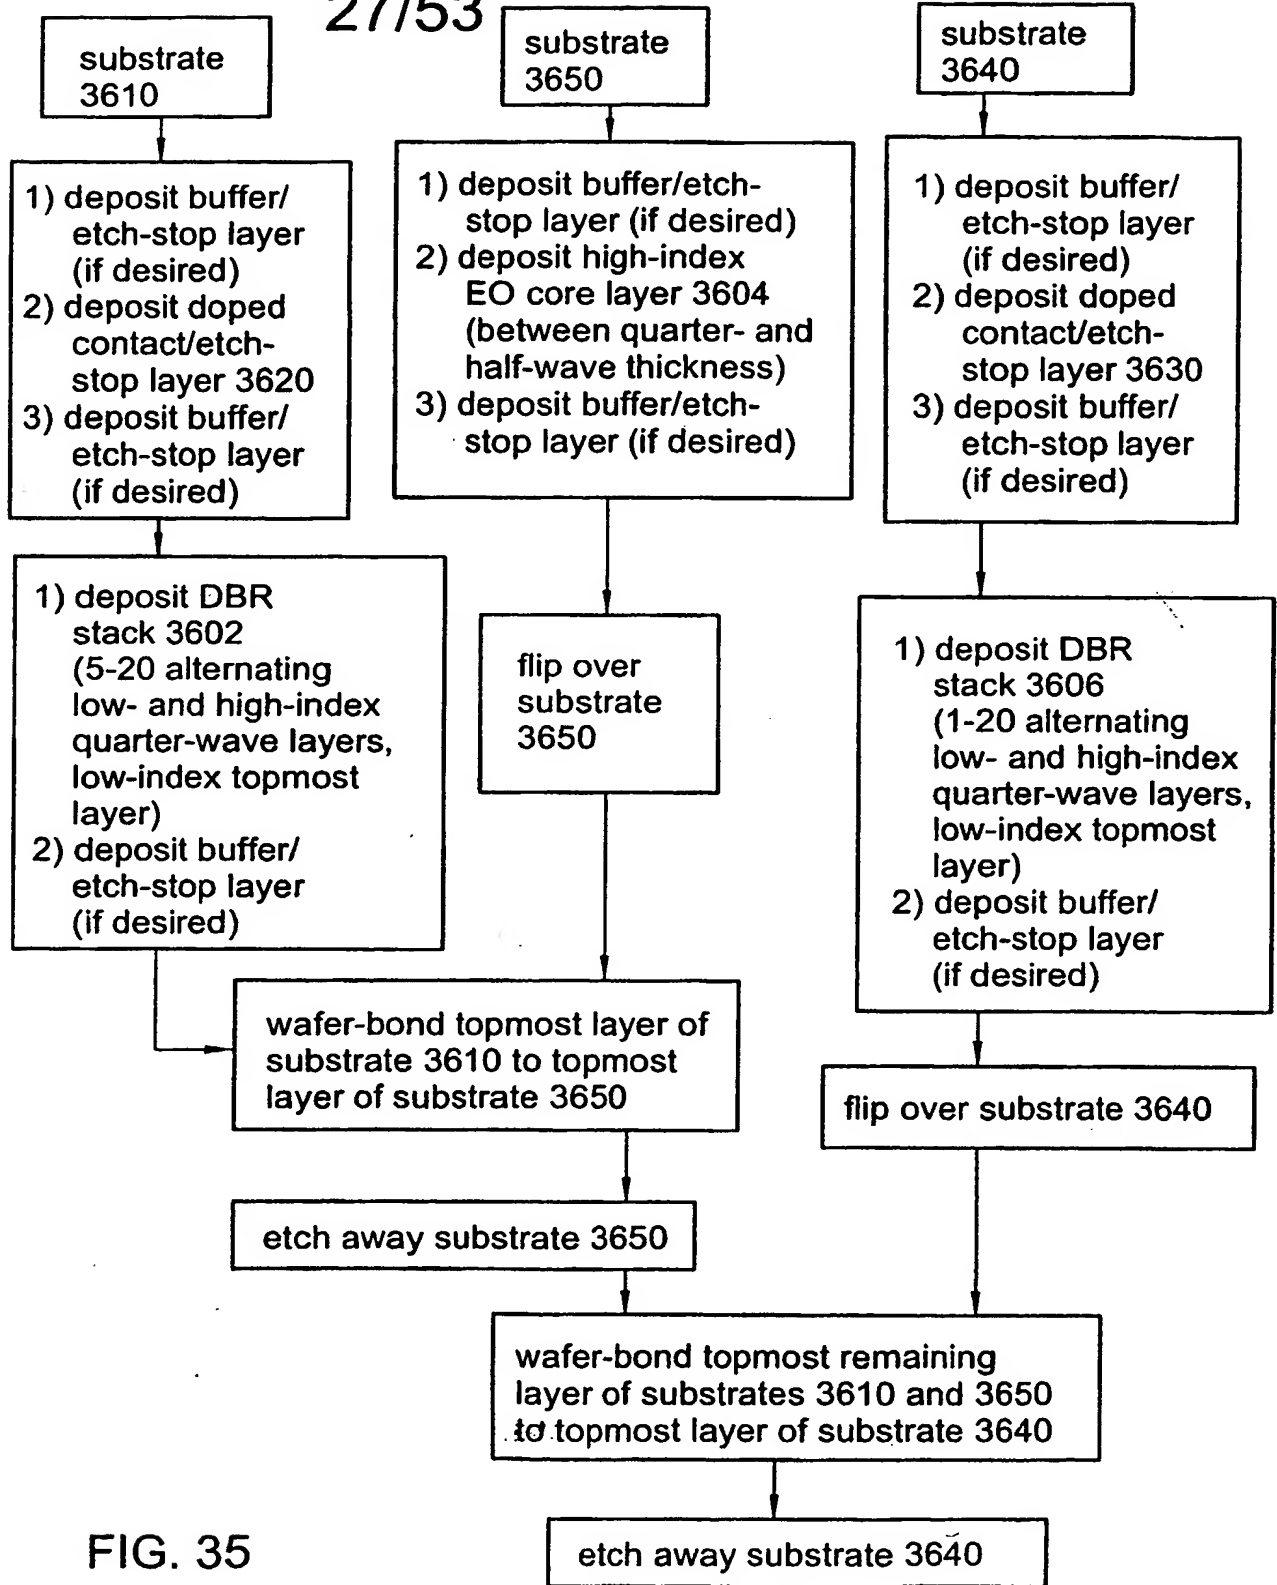 27/53
substrate
3610
substrate
3650
substrate
3640
1) deposit buffer/
etch-stop layer
(if desired)
2) deposit doped
contact/etch-
stop layer 3620
3) deposit buffer/
etch-stop layer
(if desired)
1) deposit buffer/etch-
stop layer (if desired)
2) deposit high-index
EO core layer 3604
(between quarter- and
half-wave thickness)
3) deposit buffer/etch-
stop layer (if desired)
1) deposit buffer/
etch-stop layer
(if desired)
2) deposit doped
contact/etch-
stop layer 3630
3) deposit buffer/
etch-stop layer
(if desired)
1) deposit DBR
stack 3602
(5-20 alternating
low- and high-index
quarter-wave layers,
low-index topmost
layer)
2) deposit buffer/
etch-stop layer
(if desired)
flip over
substrate
3650
1) deposit DBR
stack 3606
(1-20 alternating
low- and high-index
quarter-wave layers,
low-index topmost
layer)
2) deposit buffer/
etch-stop layer
(if desired)
wafer-bond topmost layer of
substrate 3610 to topmost
layer of substrate 3650
flip over substrate 3640
etch away substrate 3650
wafer-bond topmost remaining
layer of substrates 3610 and 3650
to topmost layer of substrate 3640
etch away substrate 3640
FIG. 35